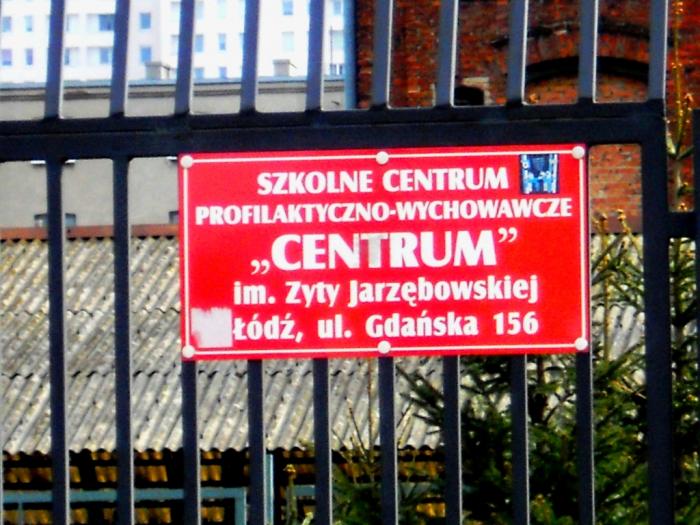 SZKOLNE CENTRUM
PROFILAKTYCZNO-WYCHOWAWCZE
„CENTRUM”
im. Zyty Jarzębowskiej
Łódź, ul. Gdańska 156